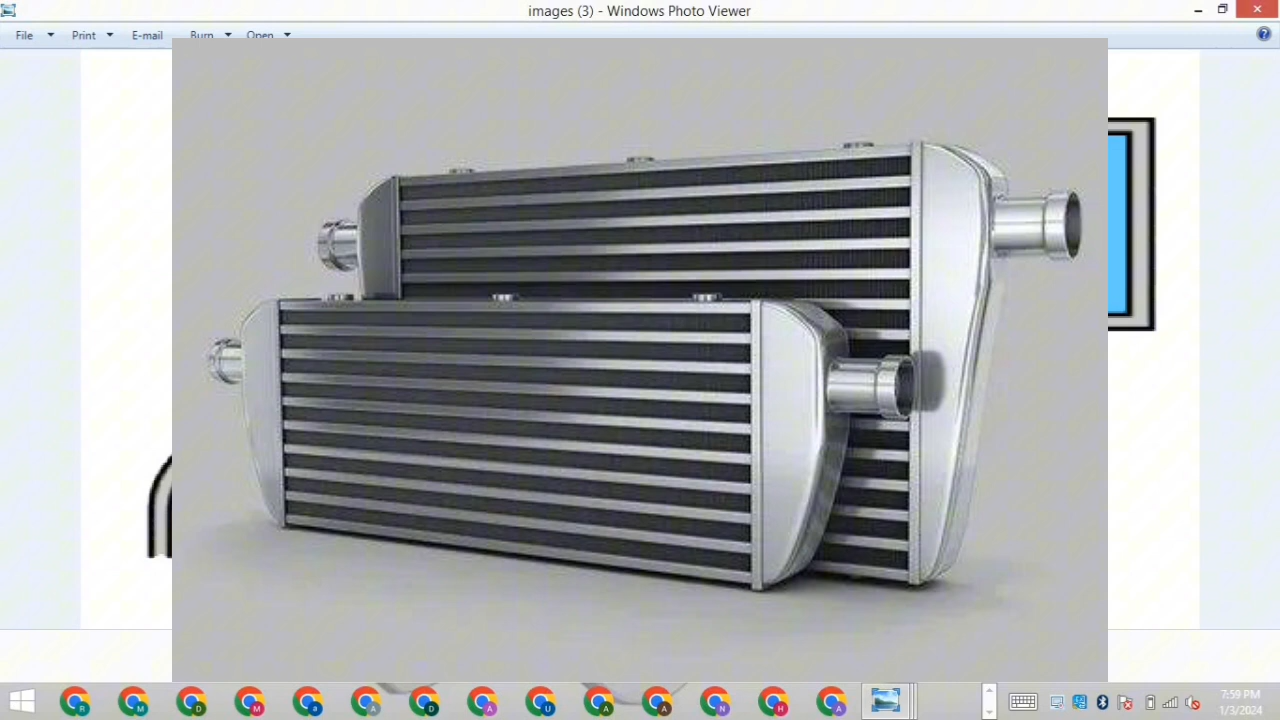 images (3) - Windows Photo Viewer
File Print E-mail Burn Open
?
R M D M o A D A U A A N H A
7:59 PM
1/3/2024